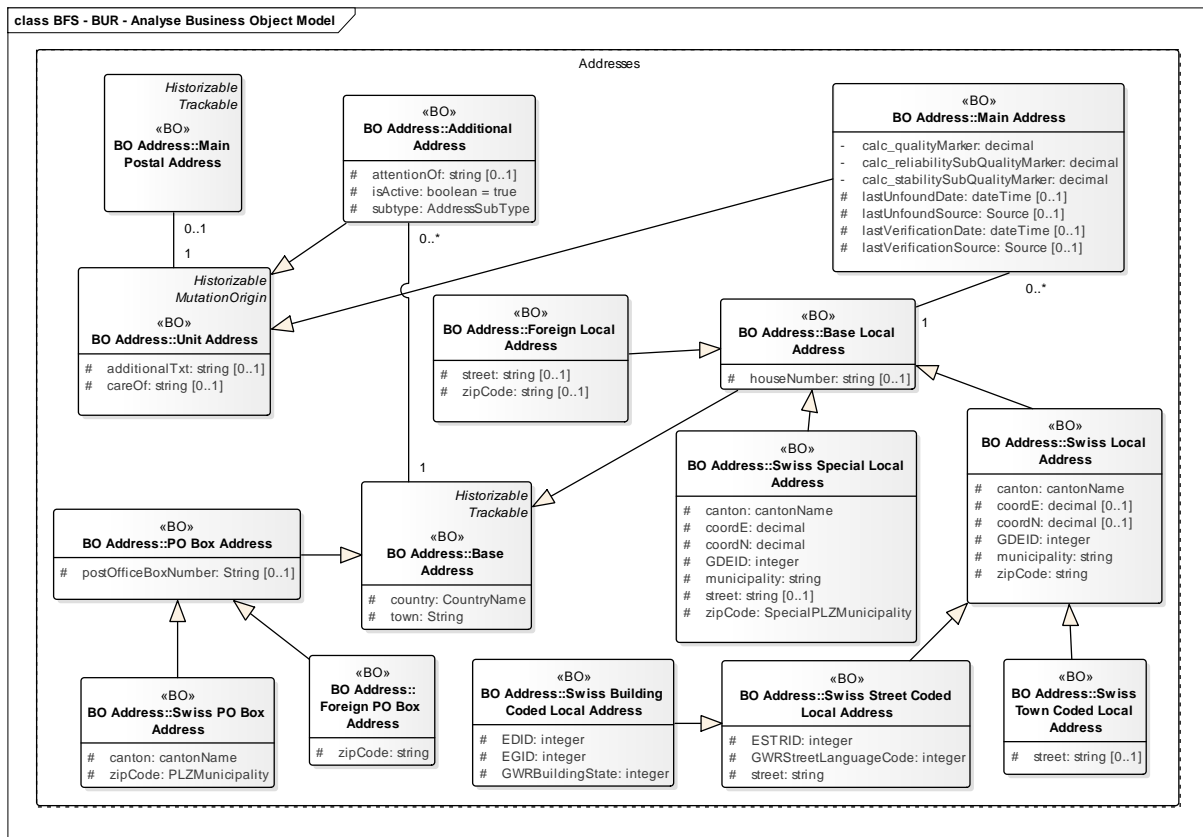 class BFS - BUR - Analyse Business Object Model
Addresses
Historizable
Trackable
«BO»
BO Address::Main
Postal Address
«BO»
BO Address::Additional
Address
# attentionOf: string [0..1]
# isActive: boolean = true
# subtype: AddressSubType
«BO»
BO Address::Main Address
- calc_qualityMarker: decimal
- calc_reliabilitySubQualityMarker: decimal
- calc_stabilitySubQualityMarker: decimal
# lastUnfoundDate: dateTime [0..1]
# lastUnfoundSource: Source [0..1]
# lastVerificationDate: dateTime [0..1]
# lastVerificationSource: Source [0..1]
0..1
1
0..*
0..*
1
Historizable
MutationOrigin
«BO»
BO Address::Unit Address
# additionalTxt: string [0..1]
# careOf: string [0..1]
«BO»
BO Address::Foreign Local
Address
# street: string [0..1]
# zipCode: string [0..1]
«BO»
BO Address::Base Local
Address
# houseNumber: string [0..1]
«BO»
BO Address::Swiss Special Local
Address
# canton: cantonName
# coordE: decimal
# coordN: decimal
# GDEID: integer
# municipality: string
# street: string [0..1]
# zipCode: SpecialPLZMunicipality
«BO»
BO Address::Swiss Local
Address
# canton: cantonName
# coordE: decimal [0..1]
# coordN: decimal [0..1]
# GDEID: integer
# municipality: string
# zipCode: string
1
Historizable
Trackable
«BO»
BO Address::Base
Address
# country: CountryName
# town: String
«BO»
BO Address::PO Box Address
# postOfficeBoxNumber: String [0..1]
«BO»
BO Address::Swiss PO Box
Address
# canton: cantonName
# zipCode: PLZMunicipality
«BO»
BO Address::
Foreign PO Box
Address
# zipCode: string
«BO»
BO Address::Swiss Building
Coded Local Address
# EDID: integer
# EGID: integer
# GWRBuildingState: integer
«BO»
BO Address::Swiss Street Coded
Local Address
# ESTRID: integer
# GWRStreetLanguageCode: integer
# street: string
«BO»
BO Address::Swiss
Town Coded Local
Address
# street: string [0..1]